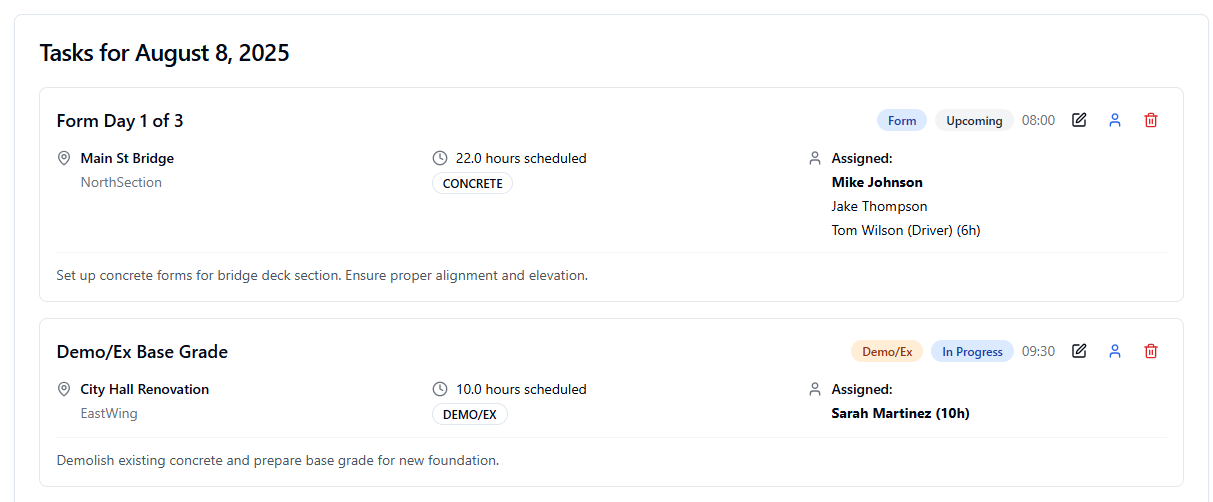 Tasks for August 8, 2025
Form Day 1 of 3
Form
Upcoming
08:00
Main St Bridge
NorthSection
22.0 hours scheduled
CONCRETE
Assigned:
Mike Johnson
Jake Thompson
Tom Wilson (Driver) (6h)
Set up concrete forms for bridge deck section. Ensure proper alignment and elevation.
Demo/Ex Base Grade
Demo/Ex
In Progress
09:30
City Hall Renovation
EastWing
10.0 hours scheduled
DEMO/EX
Assigned:
Sarah Martinez (10h)
Demolish existing concrete and prepare base grade for new foundation.